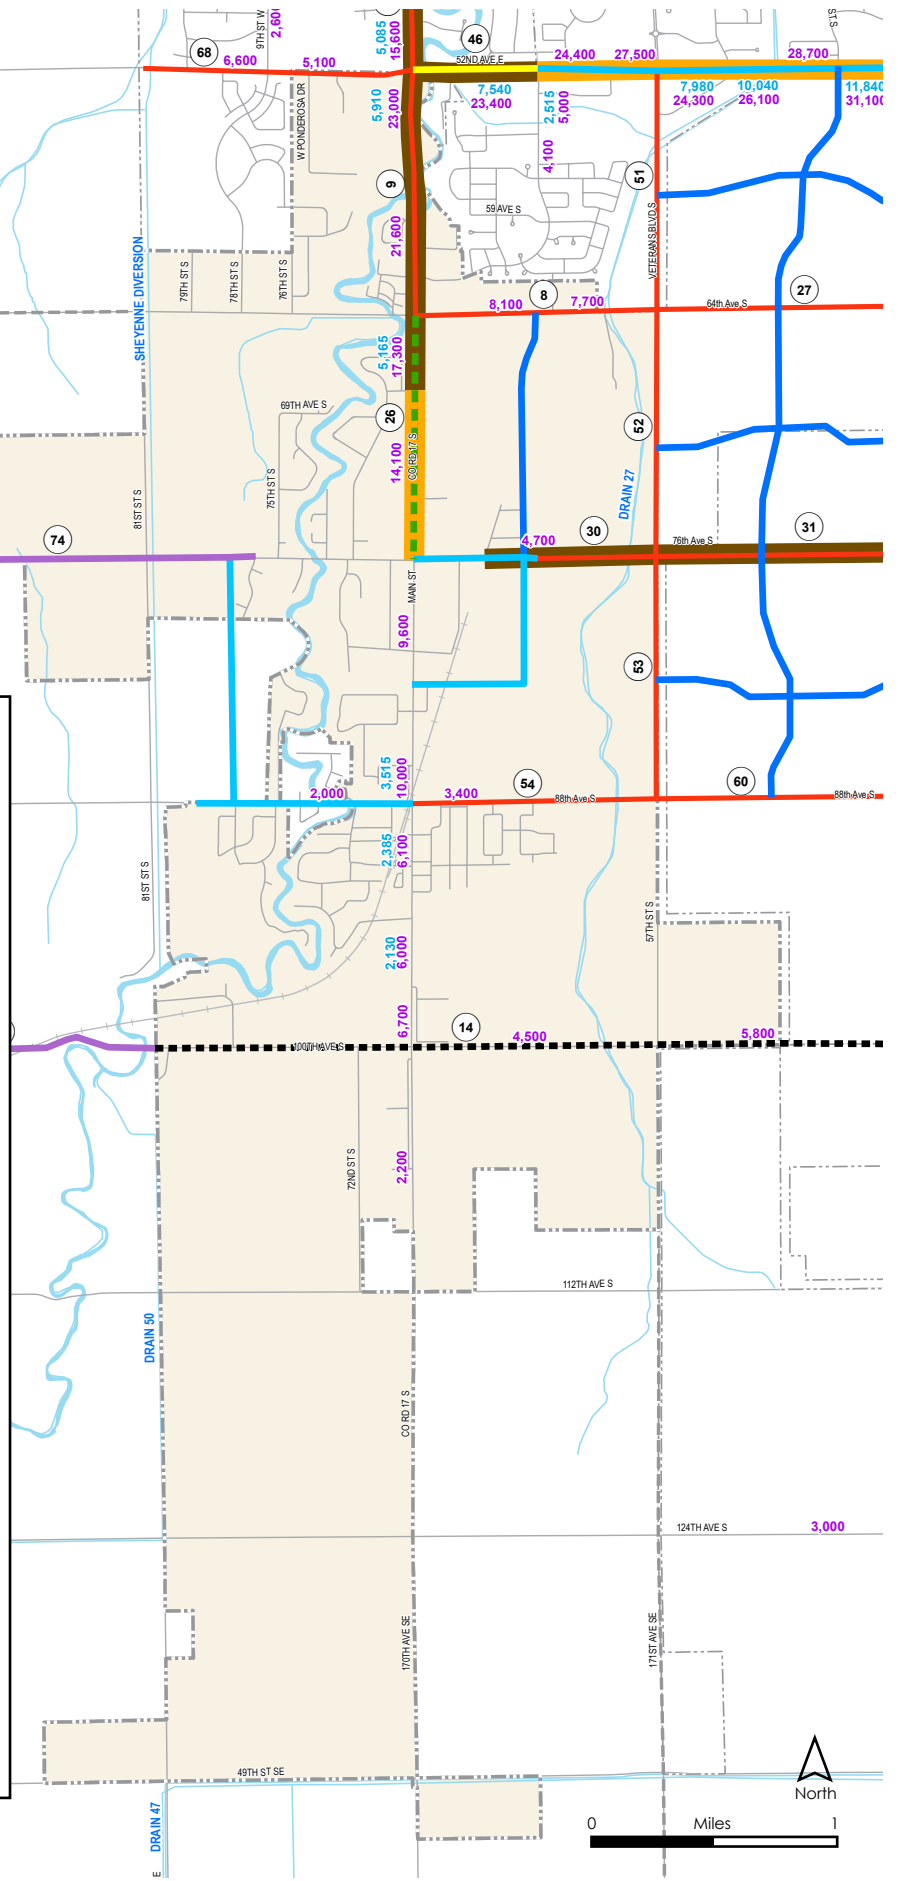 68
6,600
9TH ST W
2,600
5,100
5,085
15,600
46
52ND AVE E
24,400
27,500
28,700
7,540
23,400
2,515
5,000
7,980
24,300
10,040
26,100
11,840
31,100
5,910
23,000
W PONDEROSA DR
4,100
51
9
59 AVE S
VETERANS BLVD S
21,600
SHEYENNE DIVERSION
79TH ST S
78TH ST S
76TH ST S
8
8,100
7,700
64th Ave S
27
5,165
17,300
69TH AVE S
26
CO RD 17 S
52
14,100
75TH ST S
81ST ST S
DRAIN 27
74
4,700
30
76th Ave S
31
MAIN ST
9,600
53
3,515
10,000
2,000
3,400
54
88th Ave S
60
88th Ave S
2,385
6,100
81ST ST S
57TH ST S
2,130
6,000
6,700
14
100TH AVE S
4,500
5,800
72ND ST S
2,200
112TH AVE S
DRAIN 50
CO RD 17 S
124TH AVE S
3,000
170TH AVE SE
171ST AVE SE
49TH ST SE
DRAIN 47
E
North
0 Miles 1